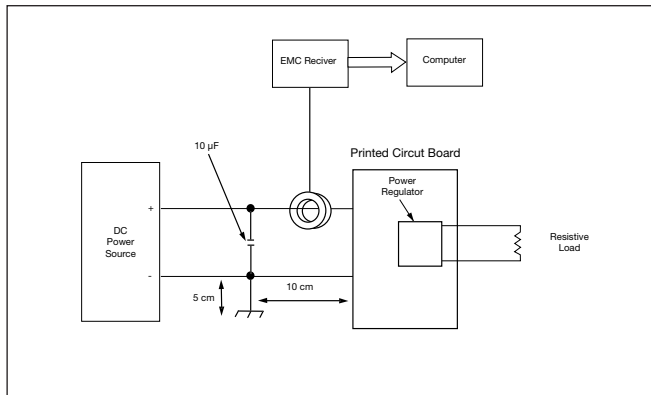 EMC Reciver
Computer
10 µF
Printed Circut Board
Power
Regulator
+
DC
Power
Source
-
Resistive
Load
5 cm
10 cm